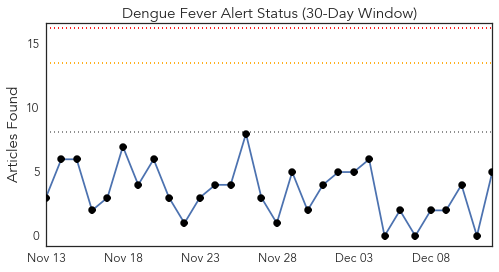 Dengue Fever Alert Status (30-Day Window)
Articles Found
15
10
5
0
Nov 13 Nov 18 Nov 23 Nov 28 Dec 03 Dec 08